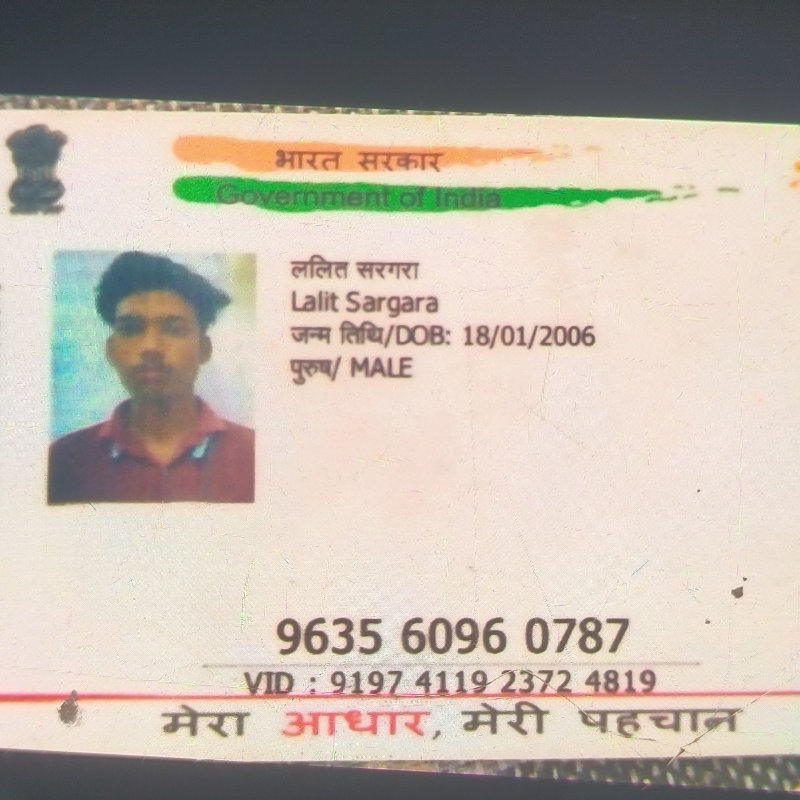 भारत सरकार
Government of India
ललित सरगरा
Lalit Sargara
जन्म तिथि/DOB: 18/01/2006
पुरुष/ MALE
9635 6096 0787
VID : 9197 4119 2372 4819
मेरा आधार, मेरी पहचान